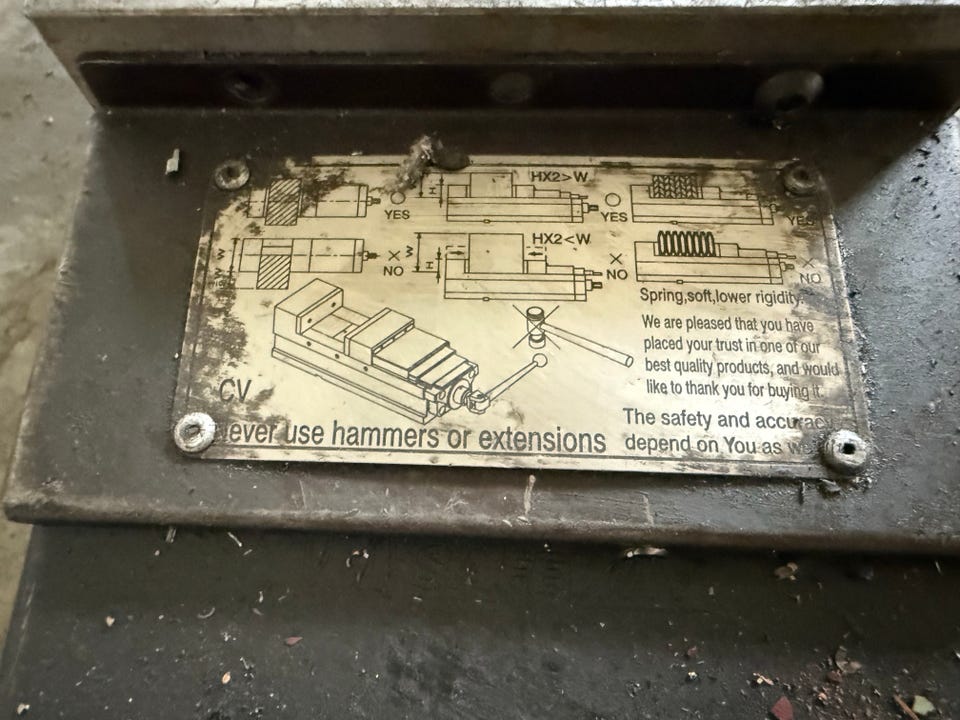 HX2>W
H
YES
YES
YES
HX2<W
W
H
W
NO
NO
NO
Spring,soft,lower rigidity.
We are pleased that you have
placed your trust in one of our
best quality products, and would
like to thank you for buying it.
CV
ever use hammers or extensions
The safety and accuracy
depend on You as